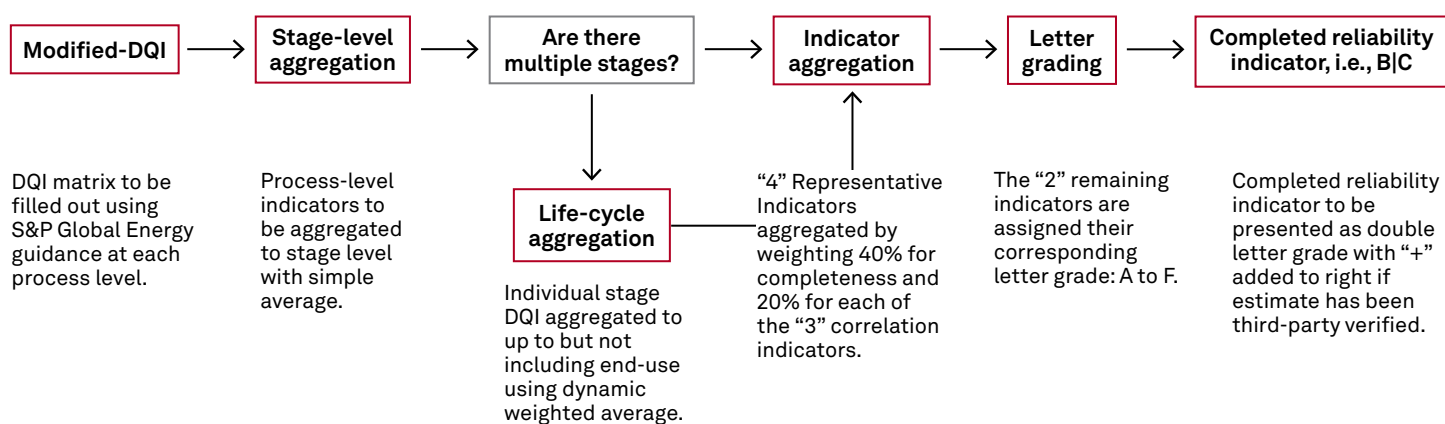 Modified-DQI
Stage-level
aggregation
Are there
multiple stages?
Indicator
aggregation
Letter
grading
Completed reliability
indicator, i.e., B|C
DQI matrix to be
filled out using
S&P Global Energy
guidance at each
process level.
Process-level
indicators to
be aggregated
to stage level
with simple
average.
Life-cycle
aggregation
Individual stage
DQI aggregated to
up to but not
including end-use
using dynamic
weighted average.
“4” Representative
Indicators
aggregated by
weighting 40% for
completeness and
20% for each of
the “3” correlation
indicators.
The “2” remaining
indicators are
assigned their
corresponding
letter grade: A to F.
Completed reliability
indicator to be
presented as double
letter grade with “+”
added to right if
estimate has been
third-party verified.